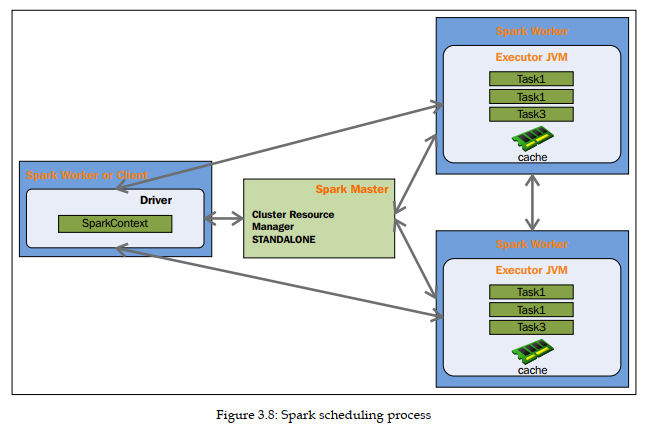 Spark Worker or Client
Driver
SparkContext
Spark Master
Cluster Resource
Manager
STANDALONE
Spark Worker
Executor JVM
Task1
Task1
Task3
cache
Spark Worker
Executor JVM
Task1
Task1
Task3
cache
Figure 3.8: Spark scheduling process